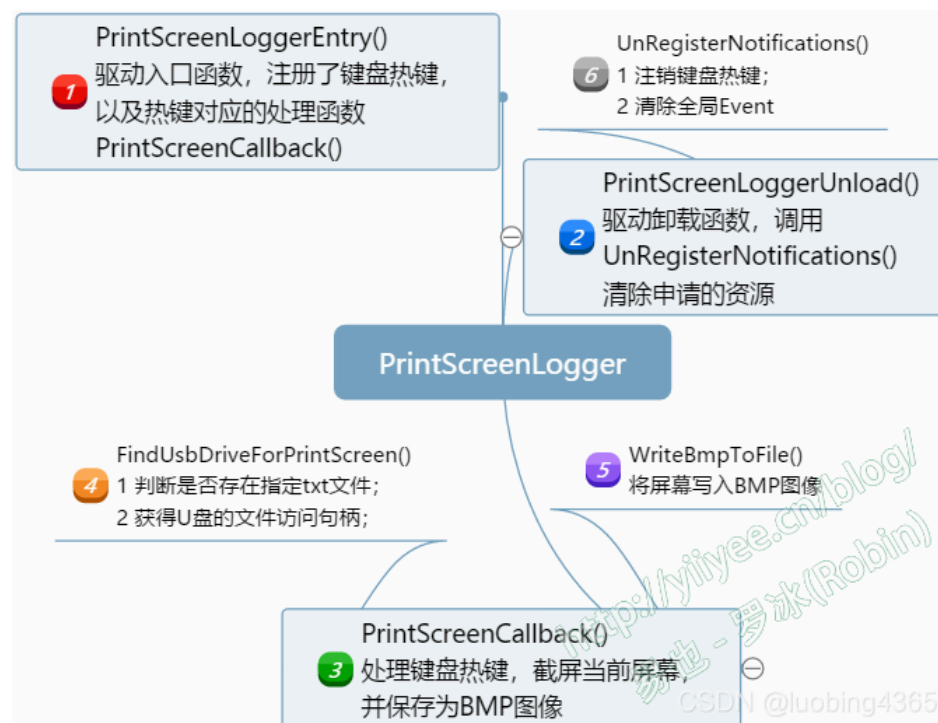 PrintScreenLoggerEntry()
1 驱动入口函数，注册了键盘热键，
以及热键对应的处理函数
PrintScreenCallback()
UnRegisterNotifications()
6 1 注销键盘热键；
2 清除全局Event
PrintScreenLoggerUnload()
2 驱动卸载函数，调用
UnRegisterNotifications()
清除申请的资源
PrintScreenLogger
FindUsbDriveForPrintScreen()
4 1 判断是否存在指定txt文件；
2 获得U盘的文件访问句柄；
WriteBmpToFile()
5 将屏幕写入BMP图像
PrintScreenCallback()
3 处理键盘热键，截屏当前屏幕，
并保存为BMP图像
http://yiiyee.cn/blog/
易也-罗冰(Robin)
CSDN @luobing4365